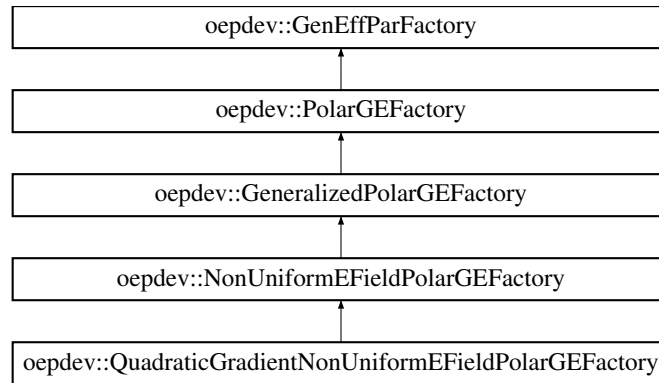 oepdev::GenEffParFactory
oepdev::PolarGEFactory
oepdev::GeneralizedPolarGEFactory
oepdev::NonUniformEFieldPolarGEFactory
oepdev::QuadraticGradientNonUniformEFieldPolarGEFactory